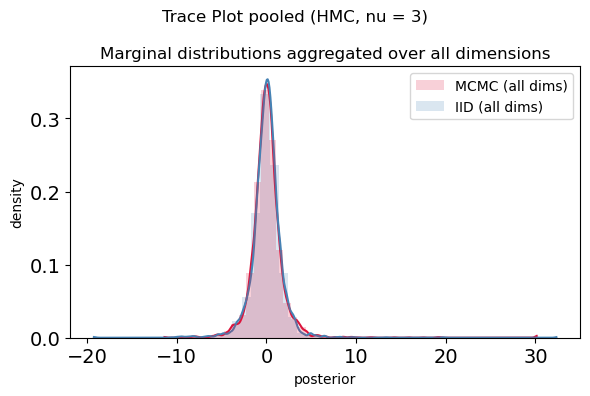 Trace Plot pooled (HMC, nu = 3)
Marginal distributions aggregated over all dimensions
MCMC (all dims)
IID (all dims)
density
0.3
0.2
0.1
0.0
−20
−10
0
10
20
30
posterior